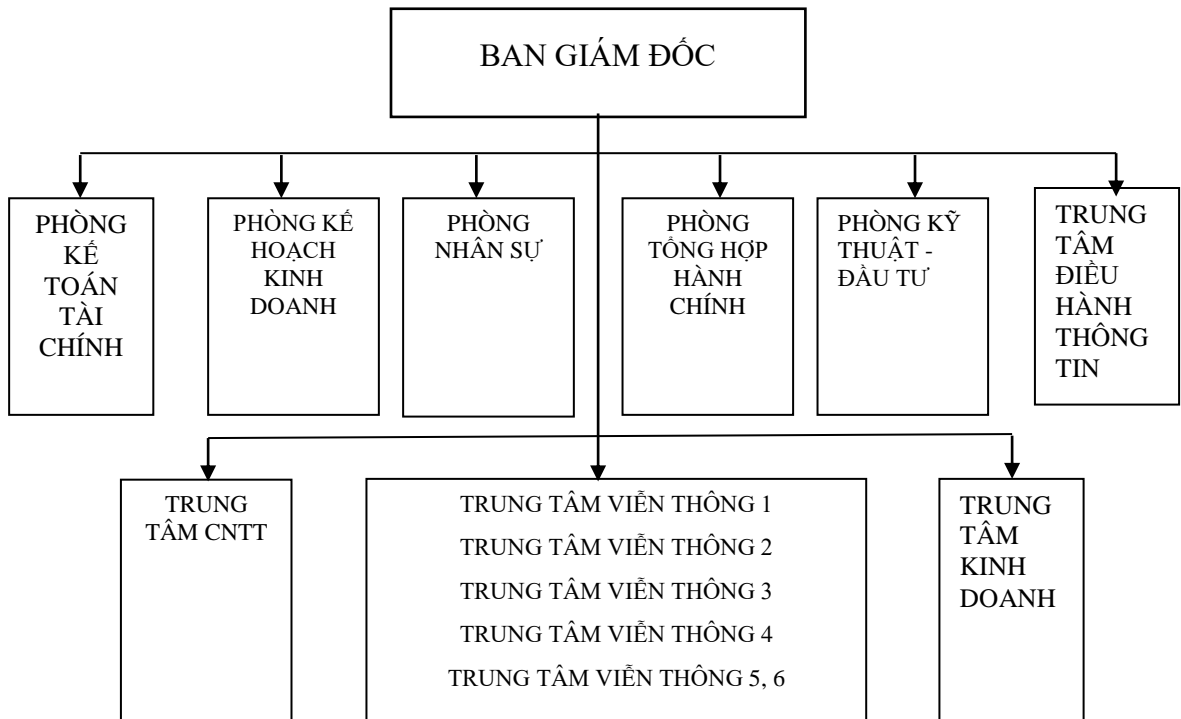 BAN GIÁM ĐỐC
PHÒNG
KẾ
TOÁN
TÀI
CHÍNH
PHÒNG KẾ
HOẠCH
KINH
DOANH
PHÒNG
NHÂN SỰ
PHÒNG
TỔNG HỢP
HÀNH
CHÍNH
PHÒNG KỸ
THUẬT -
ĐẦU TƯ
TRUNG
TÂM
ĐIỀU
HÀNH
THÔNG
TIN
TRUNG
TÂM CNTT
TRUNG TÂM VIỄN THÔNG 1
TRUNG TÂM VIỄN THÔNG 2
TRUNG TÂM VIỄN THÔNG 3
TRUNG TÂM VIỄN THÔNG 4
TRUNG TÂM VIỄN THÔNG 5, 6
TRUNG
TÂM
KINH
DOANH